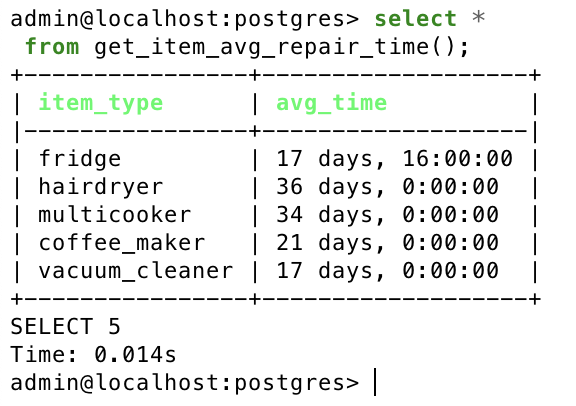 admin@localhost:postgres> select *
 from get_item_avg_repair_time();
+----------------+-------------------+
| item_type      | avg_time          |
|----------------+-------------------|
| fridge         | 17 days, 16:00:00 |
| hairdryer      | 36 days, 0:00:00  |
| multicooker    | 34 days, 0:00:00  |
| coffee_maker   | 21 days, 0:00:00  |
| vacuum_cleaner | 17 days, 0:00:00  |
+----------------+-------------------+
SELECT 5
Time: 0.014s
admin@localhost:postgres>